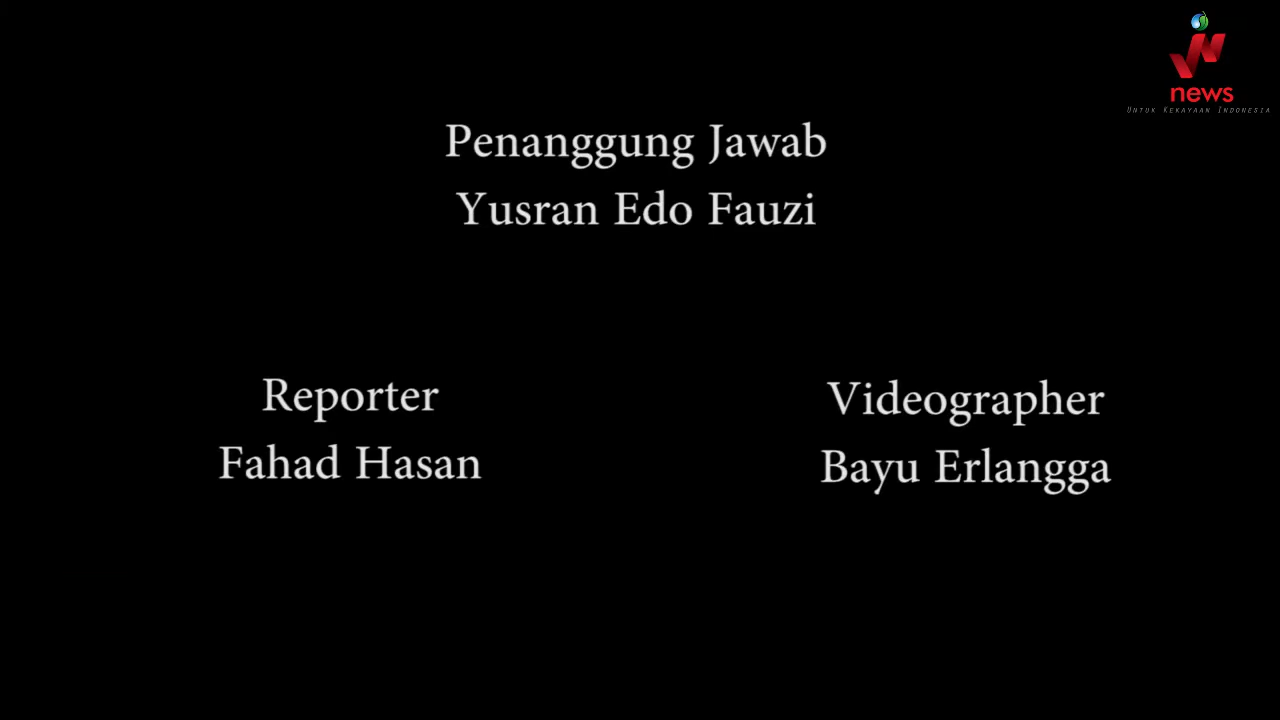 news
Untuk Kekayaan Indonesia
Penanggung Jawab
Yusran Edo Fauzi
Reporter
Fahad Hasan
Videographer
Bayu Erlangga